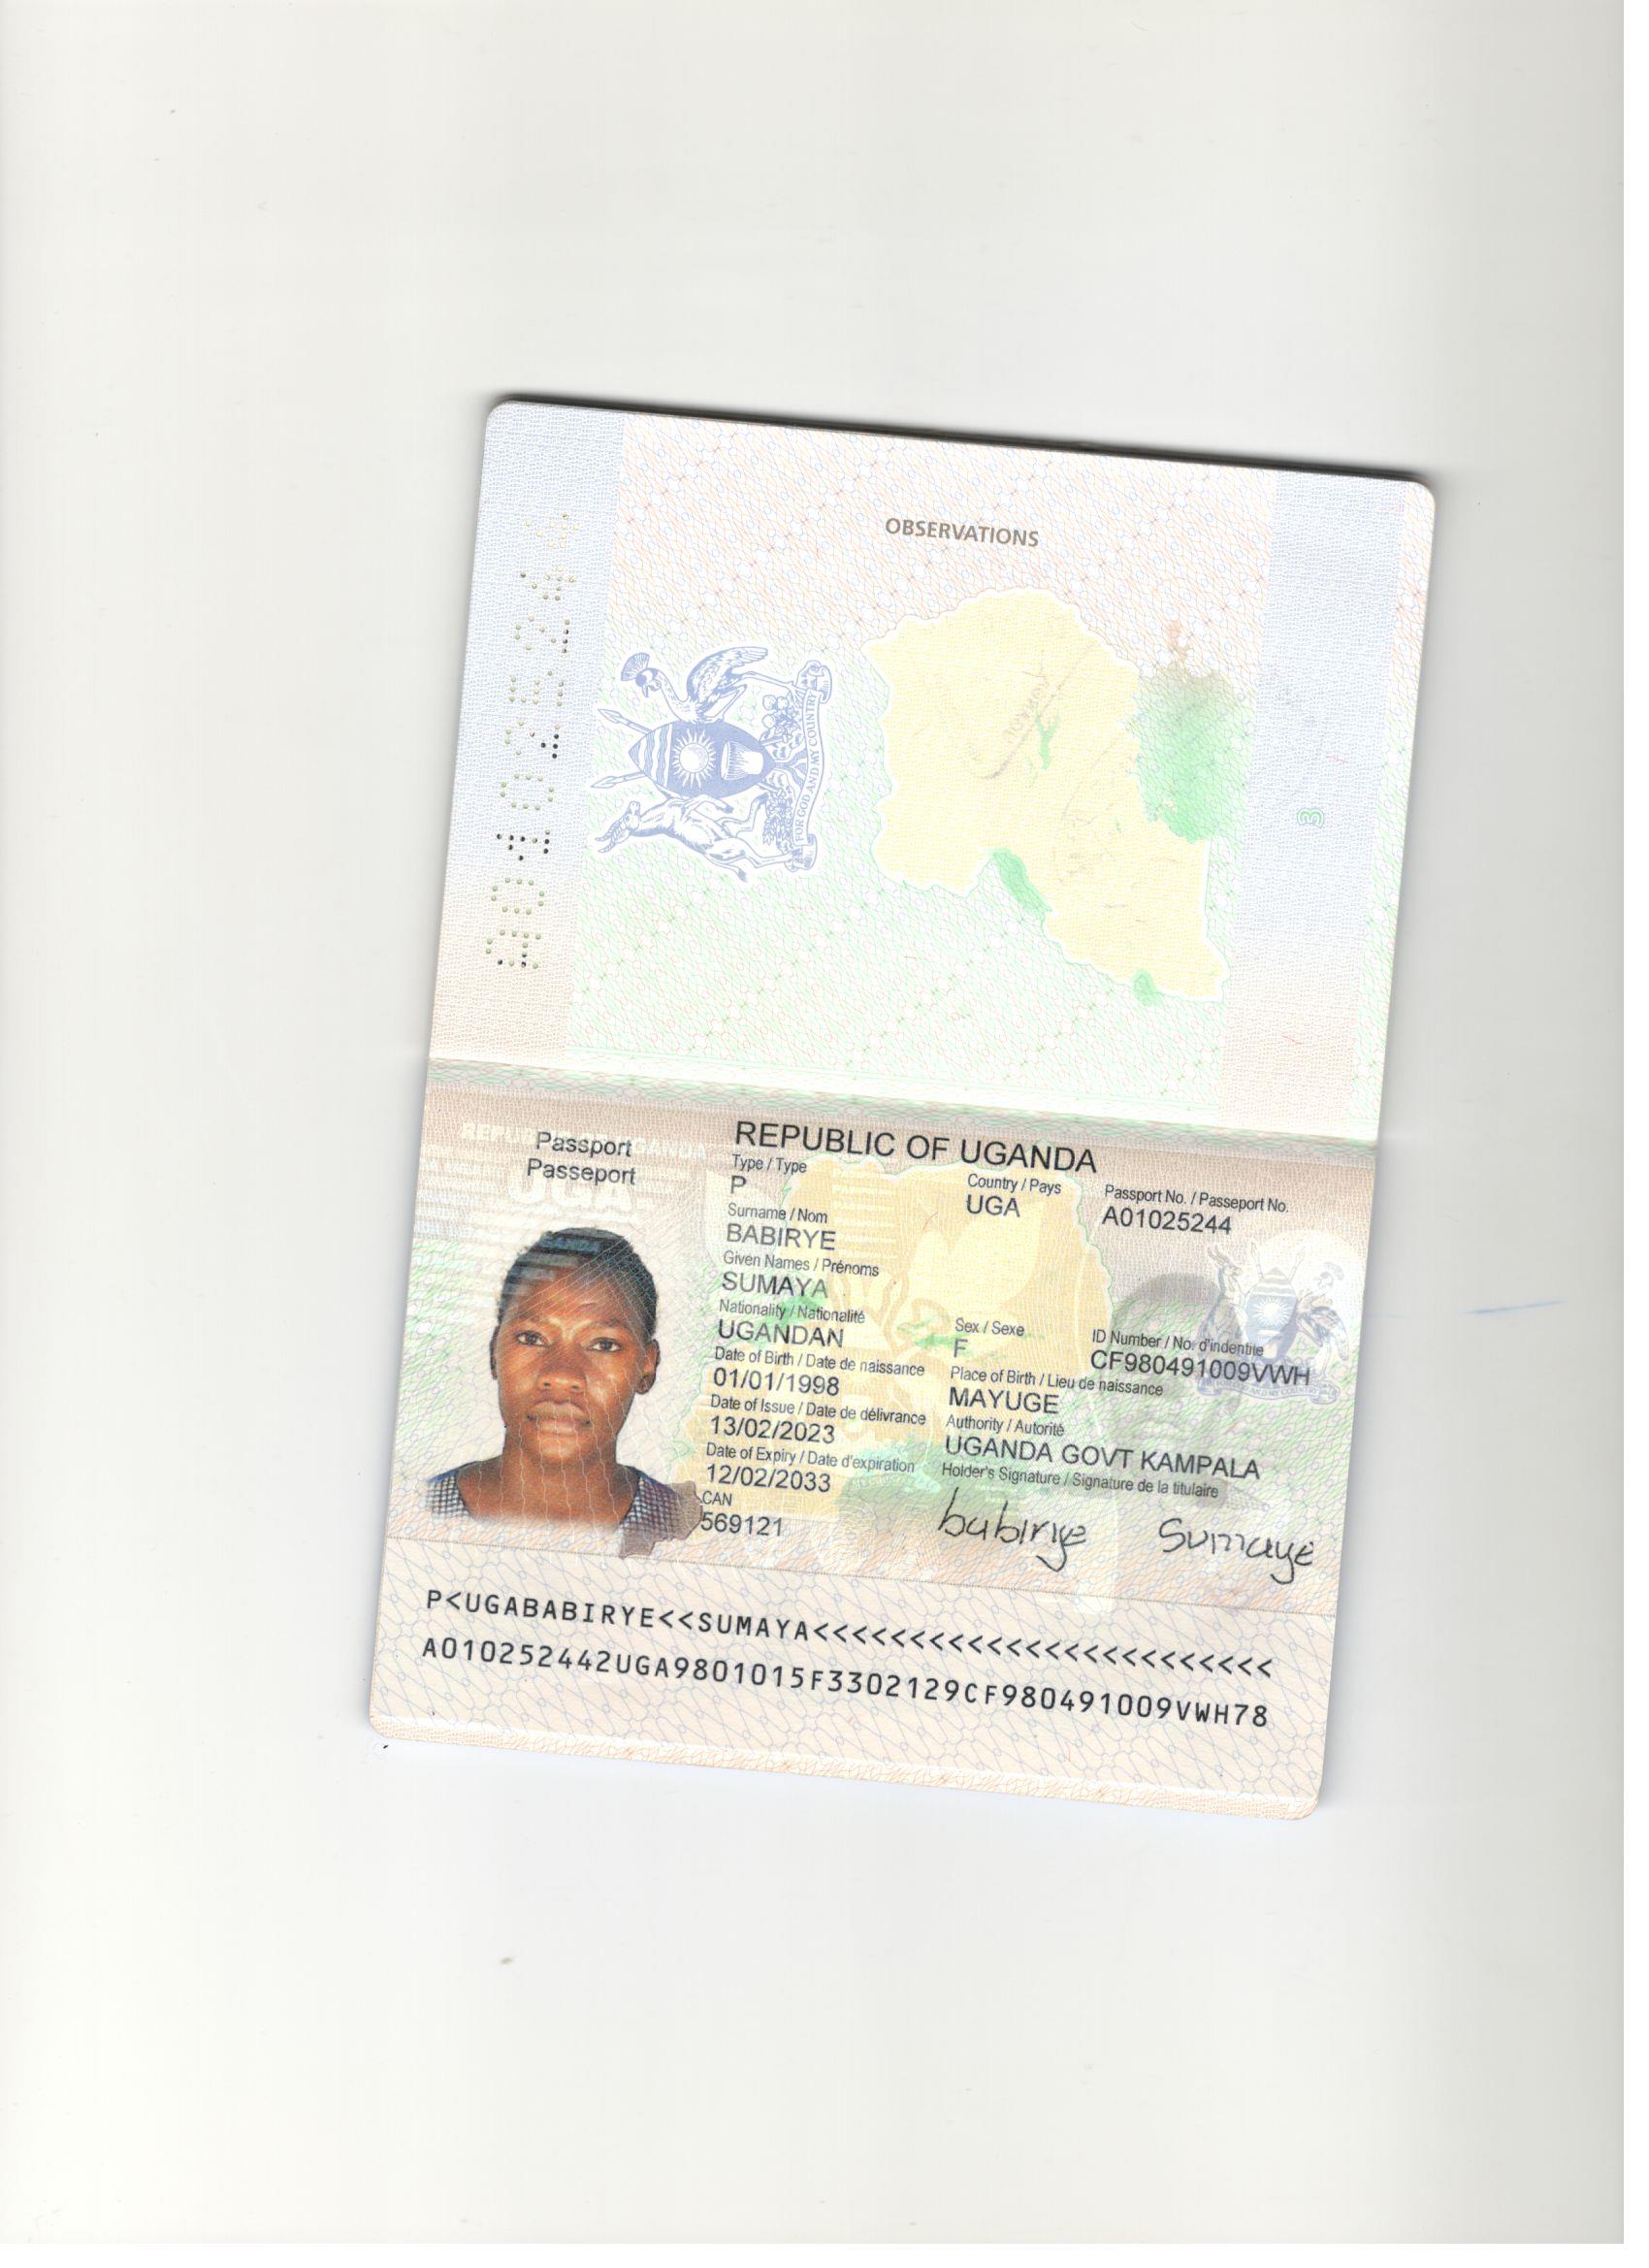 A01025244
OBSERVATIONS
FOR GOD AND MY COUNTRY
3
REPUBLIC OF UGANDA
Passport
Passeport
UGA
Type / Type
P
Country / Pays
UGA
Passport No. / Passeport No.
A01025244
Surname / Nom
BABIRYE
Given Names / Prénoms
SUMAYA
Nationality / Nationalité
UGANDAN
Sex / Sexe
F
ID Number / No. d'indentite
CF980491009VWH
Date of Birth / Date de naissance
01/01/1998
Place of Birth / Lieu de naissance
MAYUGE
Date of Issue / Date de délivrance
13/02/2023
Authority / Autorité
UGANDA GOVT KAMPALA
Date of Expiry / Date d'expiration
12/02/2033
Holder's Signature / Signature de la titulaire
babirye Sumaye
CAN
569121
P<UGABABIRYE<<SUMAYA<<<<<<<<<<<<<<<<<<<<<<<<
A010252442UGA9801015F3302129CF980491009VWH78